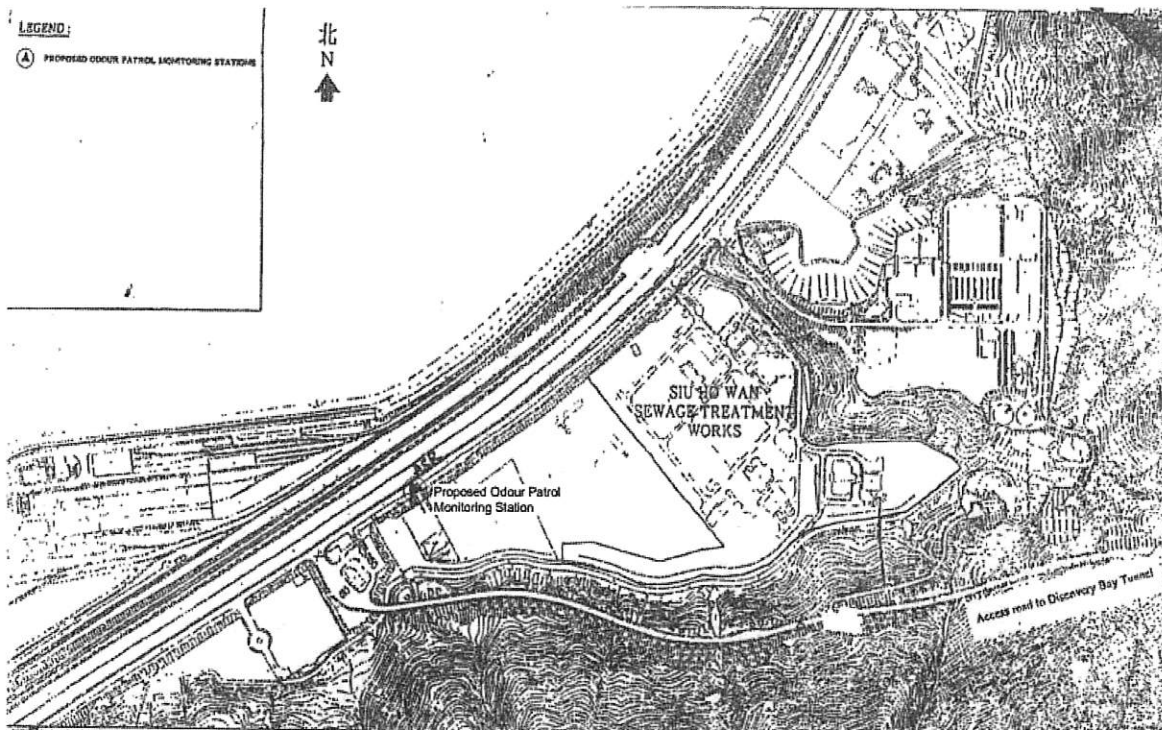 LEGEND:
A PROPOSED ODOUR PATROL MONITORING STATIONS
北
N
SIU HO WAN
SEWAGE TREATMENT
WORKS
Proposed Odour Patrol
Monitoring Station
Access road to Discovery Bay Tunnel